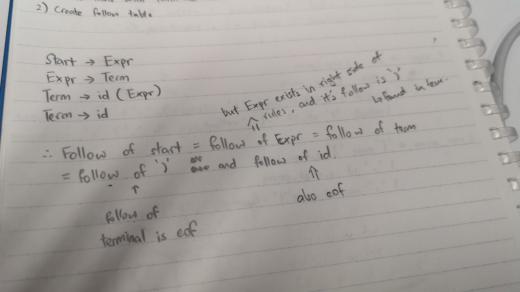 2) Create follow table
Start → Expr
Expr → Term
Term → id (Expr)
Term → id
but Expr exists in right side of
rules, and it's follow is ')'
to found in term.
∴ Follow of start = follow of Expr = follow of term
= follow of ')' and follow of id.
↑
follow of
terminal is eof
⇑
also eof